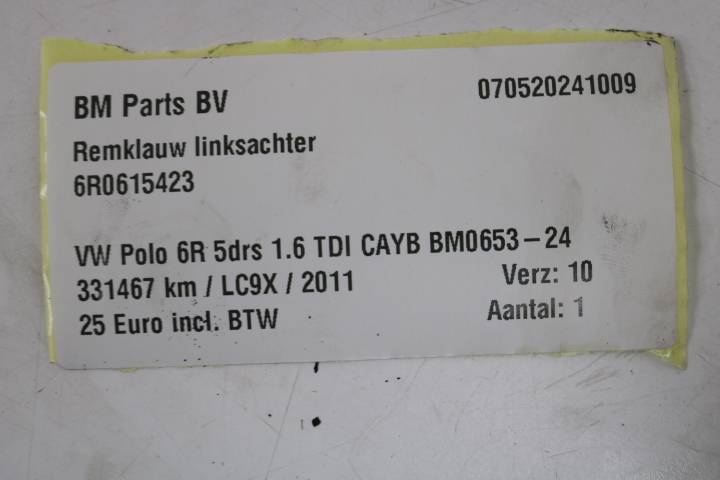 BM Parts BV 070520241009
Remklauw linksachter
6R0615423
VW Polo 6R 5drs 1.6 TDI CAYB BM0653-24
331467 km / LC9X / 2011 Verz: 10
25 Euro incl. BTW Aantal: 1